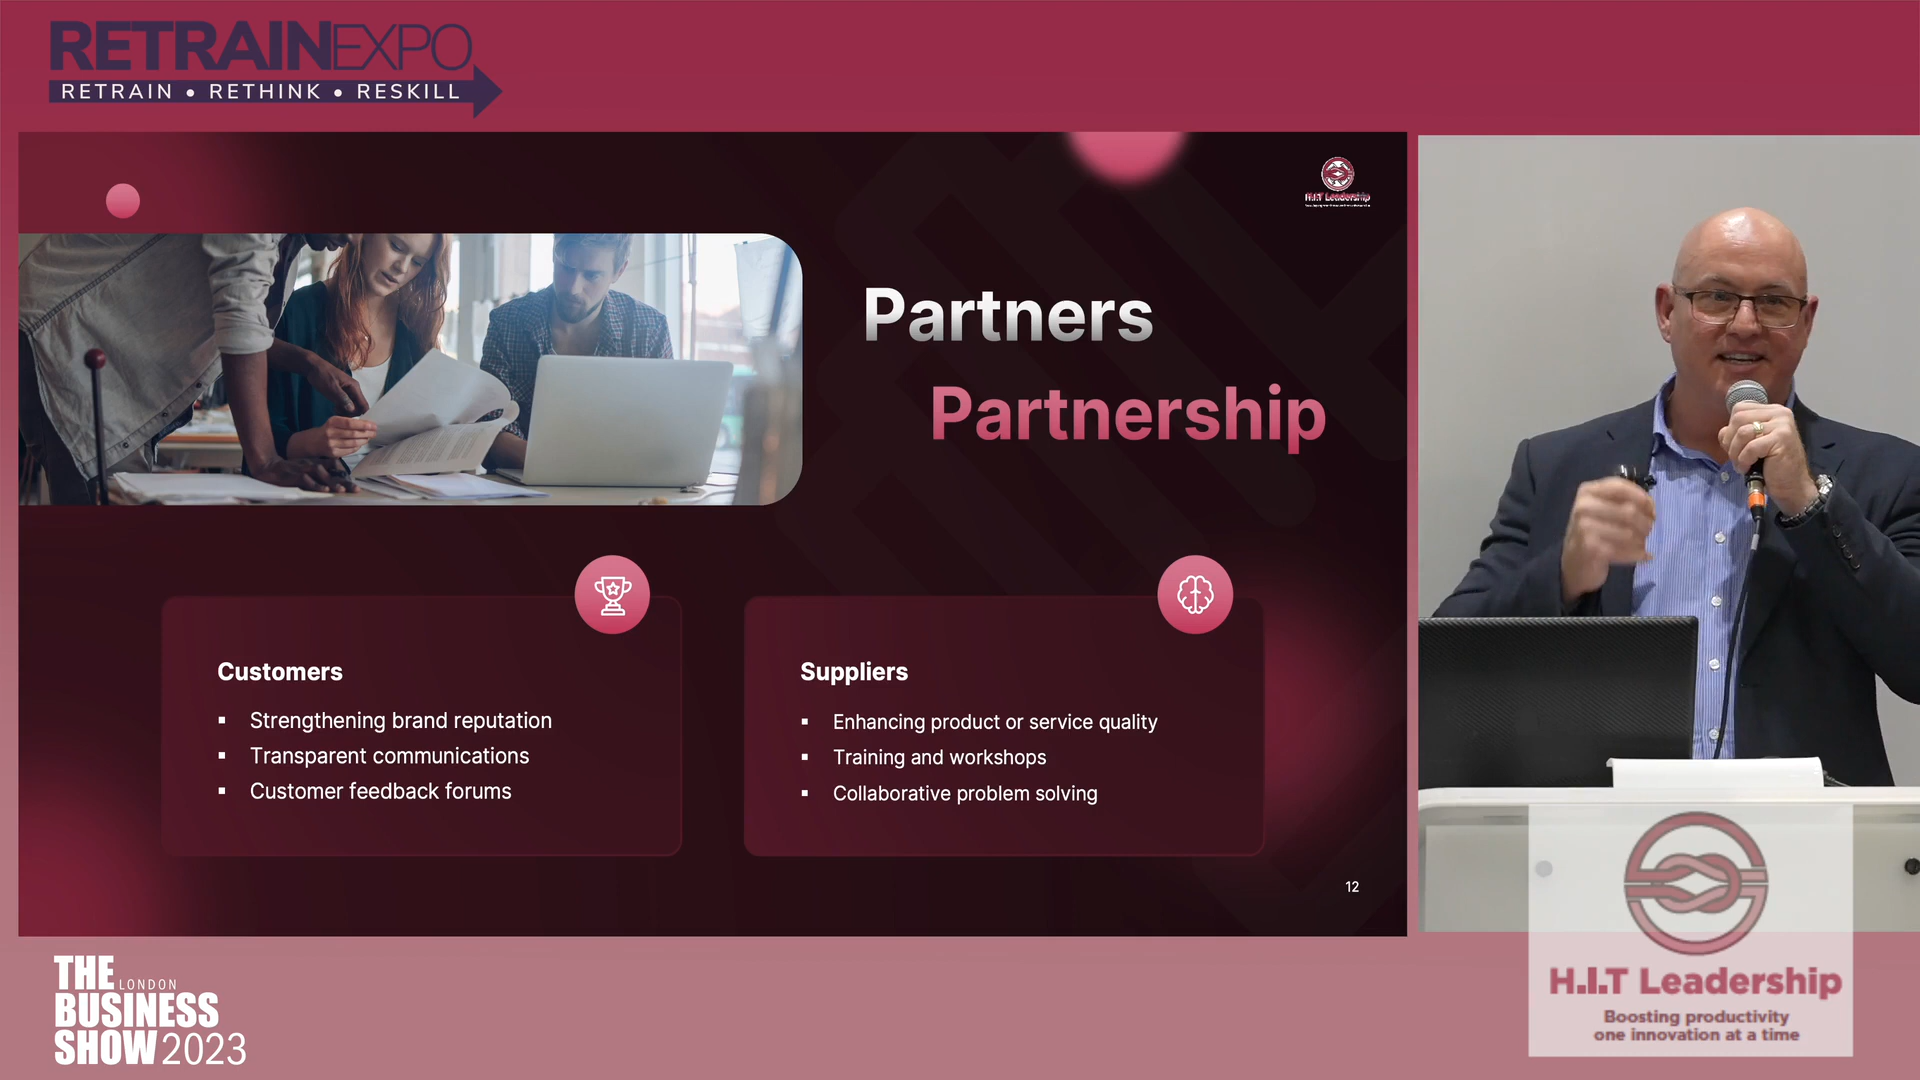 RETRAINEXPO
RETRAIN • RETHINK • RESKILL
H.I.T Leadership
Partners
Partnership
Customers
▪ Strengthening brand reputation
▪ Transparent communications
▪ Customer feedback forums
Suppliers
▪ Enhancing product or service quality
▪ Training and workshops
▪ Collaborative problem solving
12
THE
LONDON
BUSINESS
SHOW 2023
H.I.T Leadership
Boosting productivity
one innovation at a time